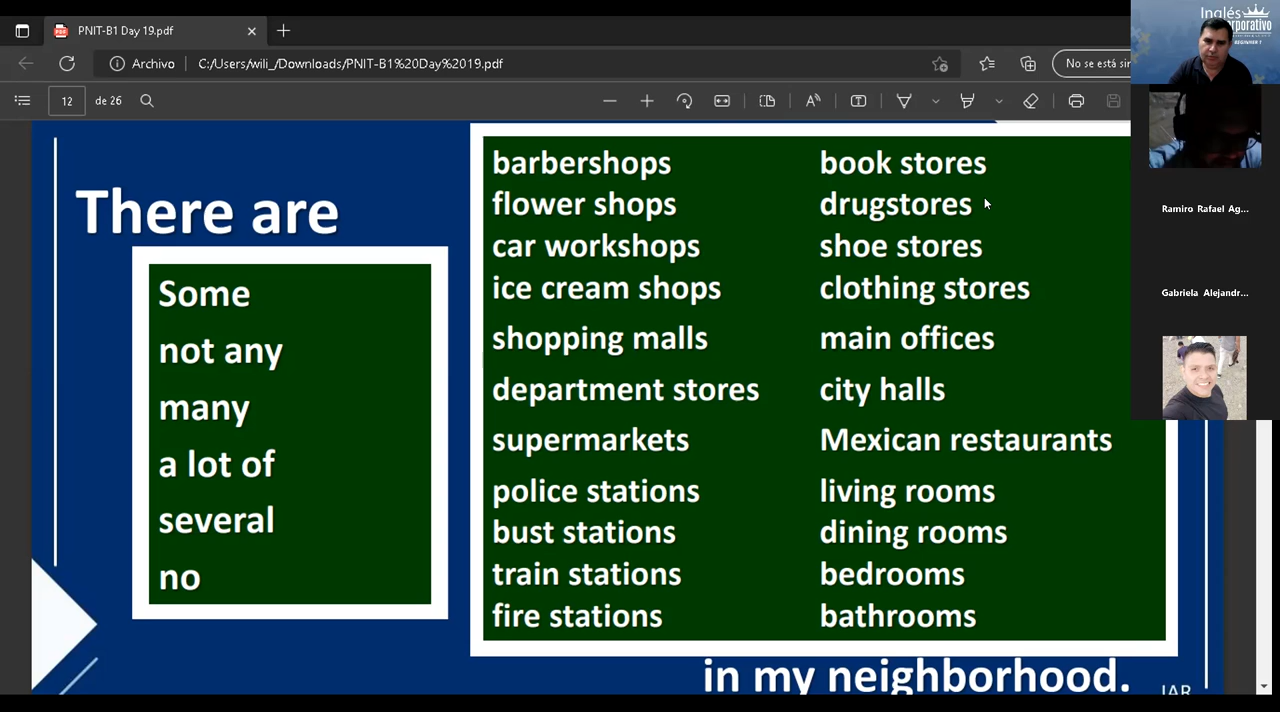 PNIT-B1 Day 19.pdf
Archivo
C:/Users/wili_/Downloads/PNIT-B1%20Day%2019.pdf
No se está sin
12
de 26
Inglés
BEGINNER 1
Ramiro Rafael Ag...
Gabriela Alejandr...
There are
Some
not any
many
a lot of
several
no
barbershops
flower shops
car workshops
ice cream shops
shopping malls
department stores
supermarkets
police stations
bust stations
train stations
fire stations
book stores
drugstores
shoe stores
clothing stores
main offices
city halls
Mexican restaurants
living rooms
dining rooms
bedrooms
bathrooms
in my neighborhood.